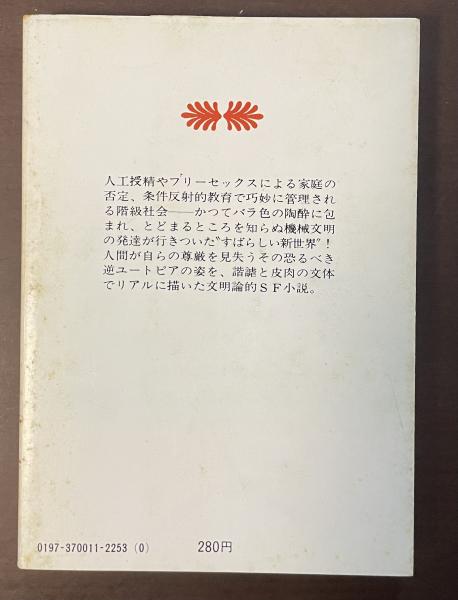 人工授精やフリーセックスによる家庭の
否定、条件反射的教育で巧妙に管理され
る階級社会――かつてバラ色の陶酔に包
まれ、とどまるところを知らぬ機械文明
の発達が行きついた“すばらしい新世界”！
人間が自らの尊厳を見失うその恐るべき
逆ユートピアの姿を、諧謔と皮肉の文体
でリアルに描いた文明論的ＳＦ小説。
0197-370011-2253（0） 280円